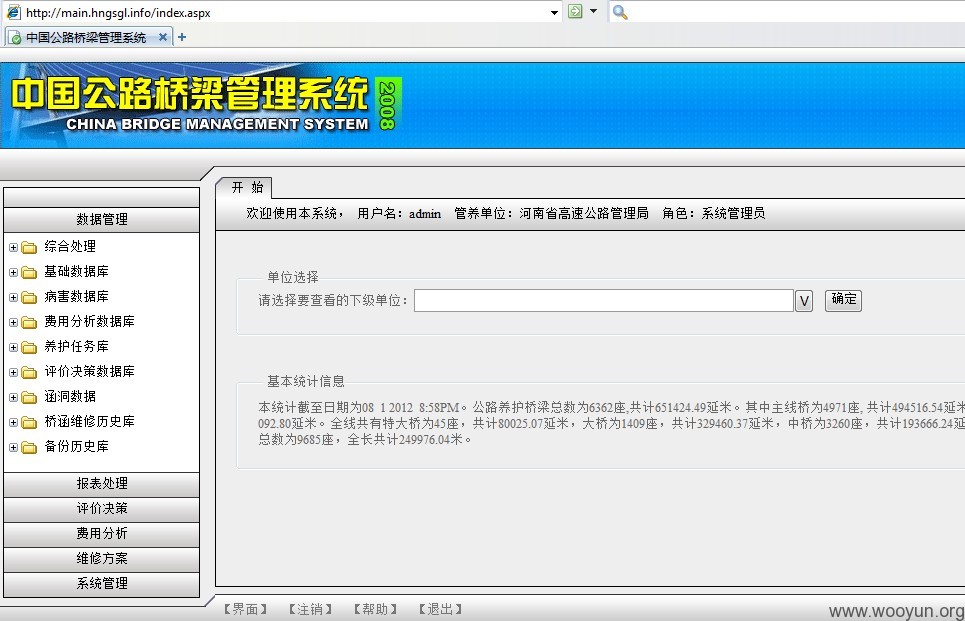 http://main.hngsgl.info/index.aspx
中国公路桥梁管理系统
中国公路桥梁管理系统 2008
CHINA BRIDGE MANAGEMENT SYSTEM
开 始
欢迎使用本系统， 用户名：admin 管养单位：河南省高速公路管理局 角色：系统管理员
数据管理
综合处理
基础数据库
病害数据库
费用分析数据库
养护任务库
评价决策数据库
涵洞数据
桥涵维修历史库
备份历史库
报表处理
评价决策
费用分析
维修方案
系统管理
单位选择
请选择要查看的下级单位：
V
确定
基本统计信息
本统计截至日期为08 1 2012 8:58PM。公路养护桥梁总数为6362座,共计651424.49延米。其中主线桥为4971座, 共计494516.54延米
092.80延米。全线共有特大桥为45座，共计80025.07延米，大桥为1409座，共计329460.37延米，中桥为3260座，共计193666.24延
总数为9685座，全长共计249976.04米。
【界面】 【注销】 【帮助】 【退出】
www.wooyun.org